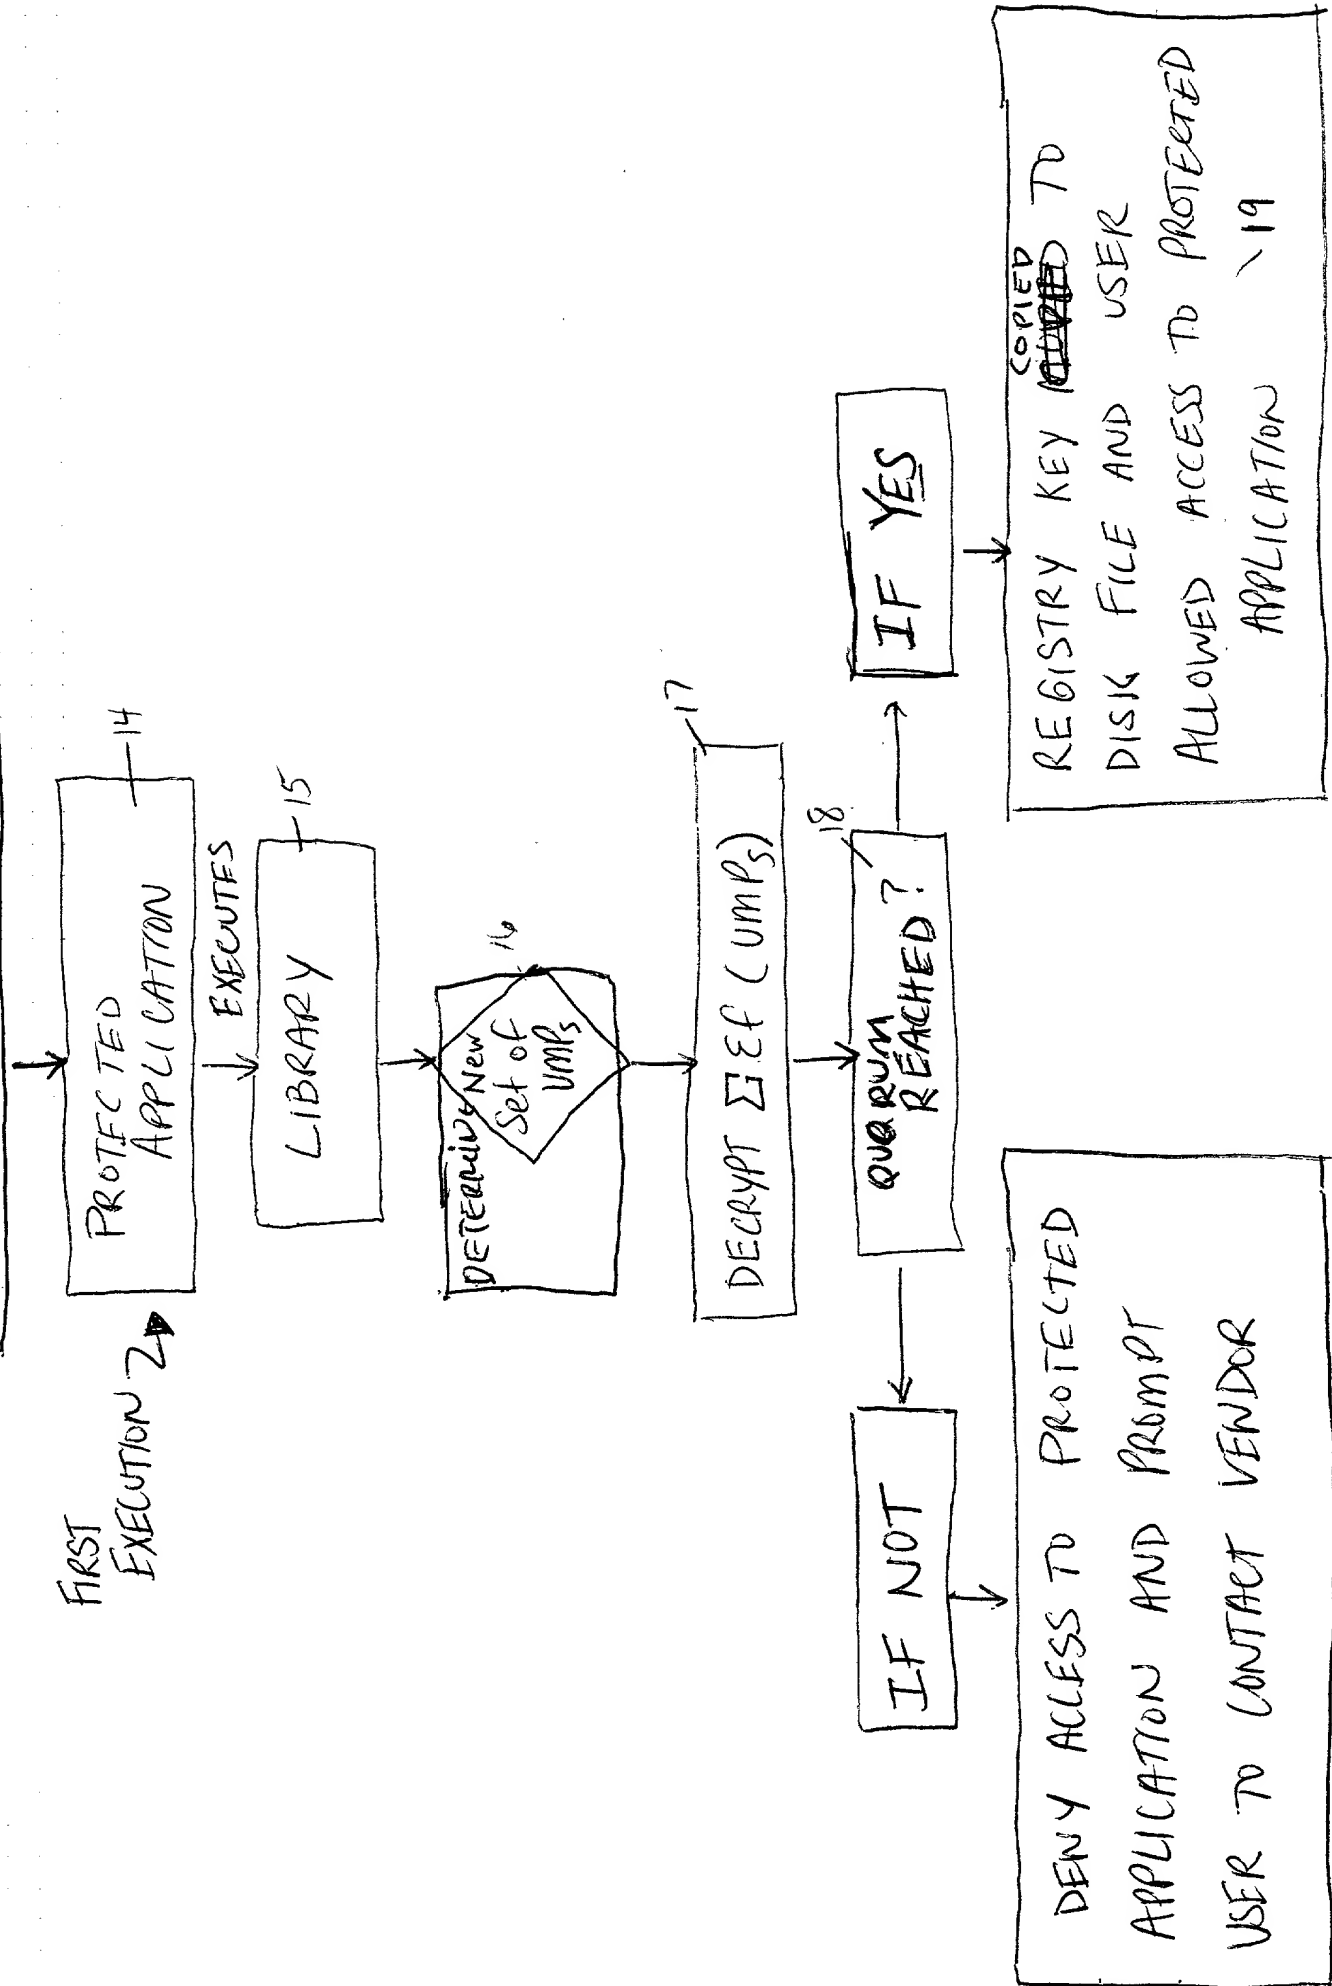 FIRST
EXECUTION
PROTECTED
APPLICATION
14
EXECUTES
LIBRARY
15
DETERMINE New
Set of
UMPs
16
DECRYPT Σ Ef (UMPs)
17
QUORUM
REACHED?
18
IF NOT
IF YES
DENY ACCESS TO PROTECTED
APPLICATION AND PROMPT
USER TO CONTACT VENDOR
REGISTRY KEY COPIED TO
DISK FILE AND USER
ALLOWED ACCESS TO PROTECTED
APPLICATION
19